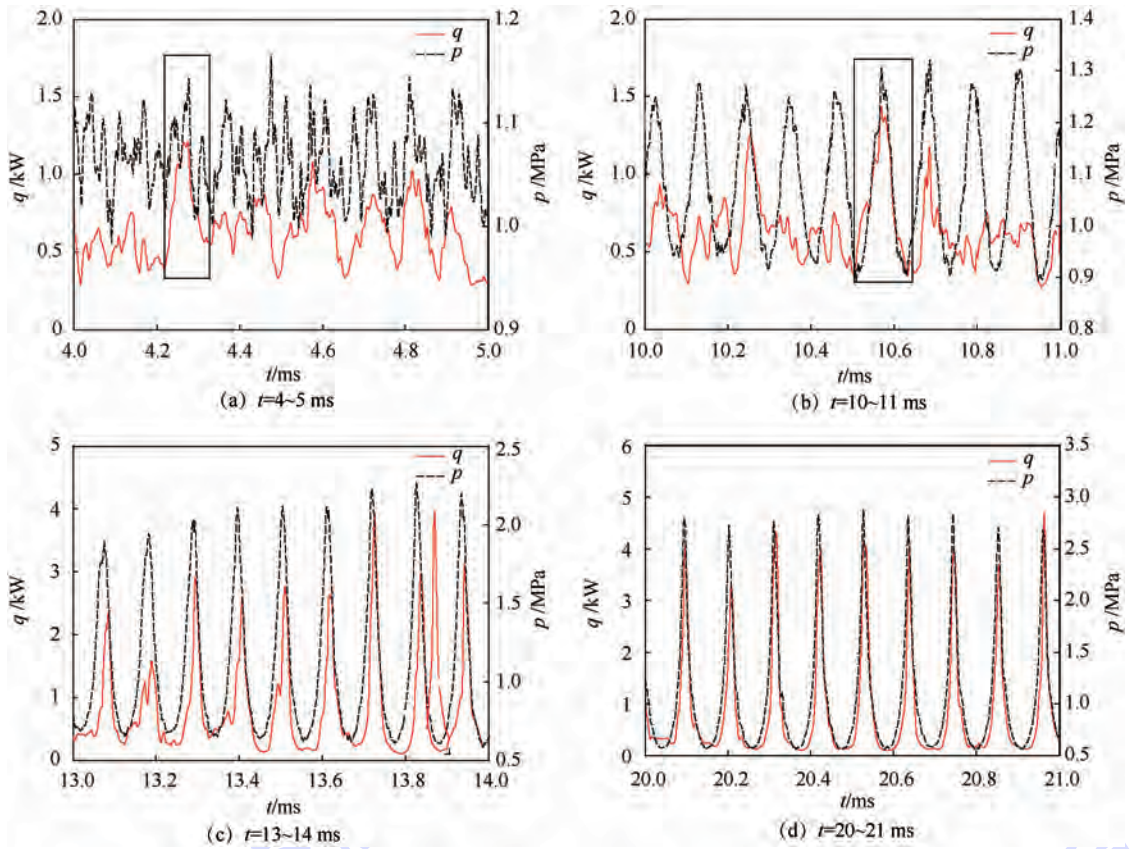 2.0 1.2 2.0 1.4
q q
p p
1.5 1.5 1.3
1.1 1.2
q /kW 1.0 p /MPa q /kW 1.0 1.1 p /MPa
1.0 1.0
0.5 0.5
0.9
0 0.9 0 0.8
4.0 4.2 4.4 4.6 4.8 5.0 10.0 10.2 10.4 10.6 10.8 11.0
t/ms t/ms
(a) t=4~5 ms (b) t=10~11 ms
5 2.5 6 3.5
q q
p p
5 3.0
4 2.0
4 2.5
q /kW 3 1.5 p /MPa q /kW 3 2.0 p /MPa
2 2 1.5
1.0
1 1 1.0
0 0.5 0 0.5
13.0 13.2 13.4 13.6 13.8 14.0 20.0 20.2 20.4 20.6 20.8 21.0
t/ms t/ms
(c) t=13~14 ms (d) t=20~21 ms